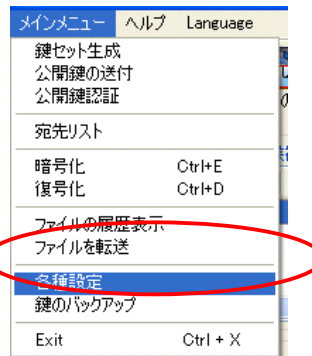 メインメニュー ヘルプ Language
鍵セット生成
公開鍵の送付
公開鍵認証
宛先リスト
暗号化 Ctrl+E
復号化 Ctrl+D
ファイルの履歴表示
ファイルを転送
各種設定
鍵のバックアップ
Exit Ctrl + X